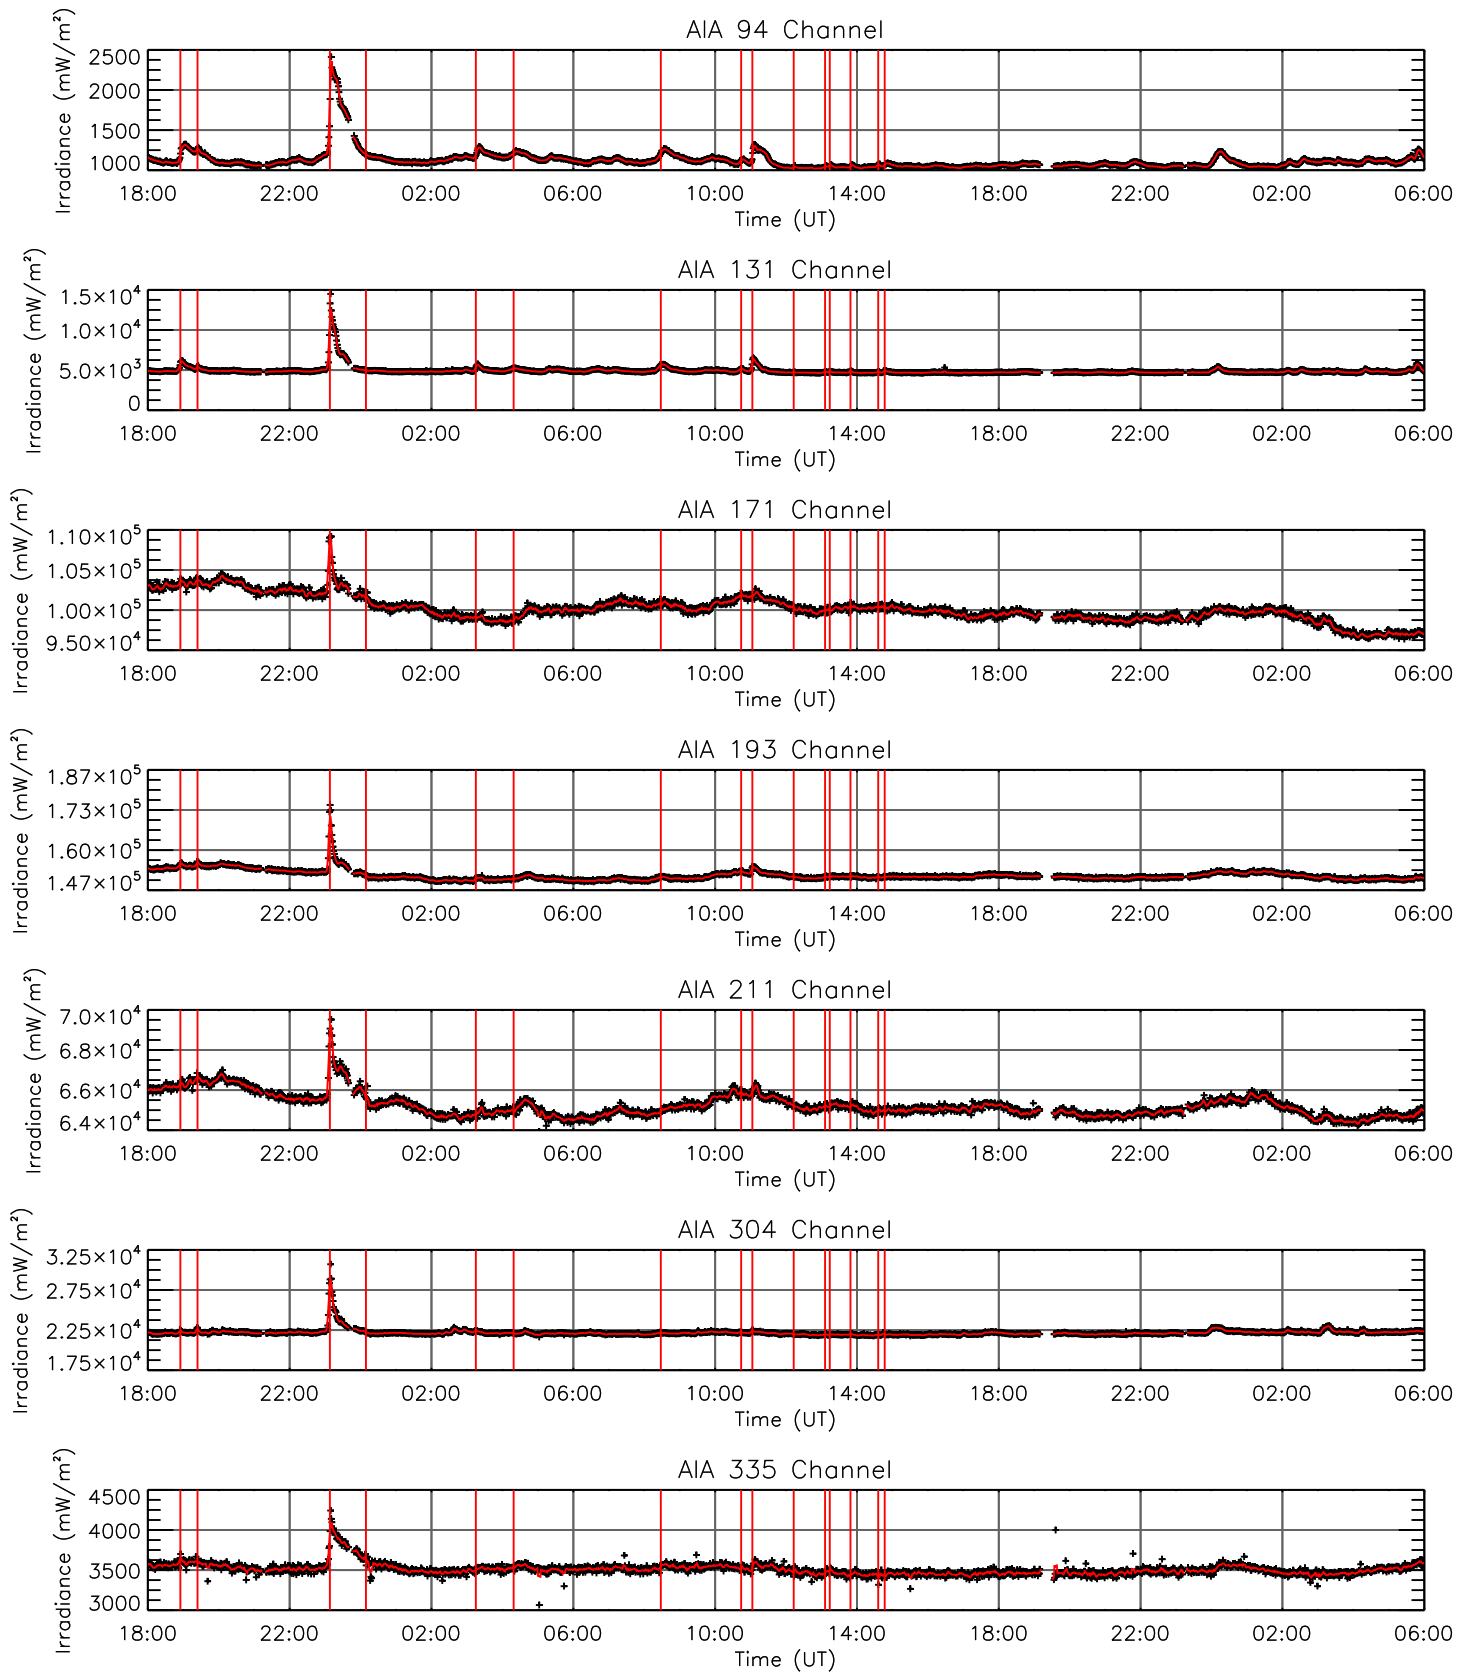 AIA 94 Channel
Irradiance (mW/m²)
2500
2000
1500
1000
18:00 22:00 02:00 06:00 10:00 14:00 18:00 22:00 02:00 06:00
Time (UT)
AIA 131 Channel
Irradiance (mW/m²)
1.5×10⁴
1.0×10⁴
5.0×10³
0
18:00 22:00 02:00 06:00 10:00 14:00 18:00 22:00 02:00 06:00
Time (UT)
AIA 171 Channel
Irradiance (mW/m²)
1.10×10⁵
1.05×10⁵
1.00×10⁵
9.50×10⁴
18:00 22:00 02:00 06:00 10:00 14:00 18:00 22:00 02:00 06:00
Time (UT)
AIA 193 Channel
Irradiance (mW/m²)
1.87×10⁵
1.73×10⁵
1.60×10⁵
1.47×10⁵
18:00 22:00 02:00 06:00 10:00 14:00 18:00 22:00 02:00 06:00
Time (UT)
AIA 211 Channel
Irradiance (mW/m²)
7.0×10⁴
6.8×10⁴
6.6×10⁴
6.4×10⁴
18:00 22:00 02:00 06:00 10:00 14:00 18:00 22:00 02:00 06:00
Time (UT)
AIA 304 Channel
Irradiance (mW/m²)
3.25×10⁴
2.75×10⁴
2.25×10⁴
1.75×10⁴
18:00 22:00 02:00 06:00 10:00 14:00 18:00 22:00 02:00 06:00
Time (UT)
AIA 335 Channel
Irradiance (mW/m²)
4500
4000
3500
3000
18:00 22:00 02:00 06:00 10:00 14:00 18:00 22:00 02:00 06:00
Time (UT)